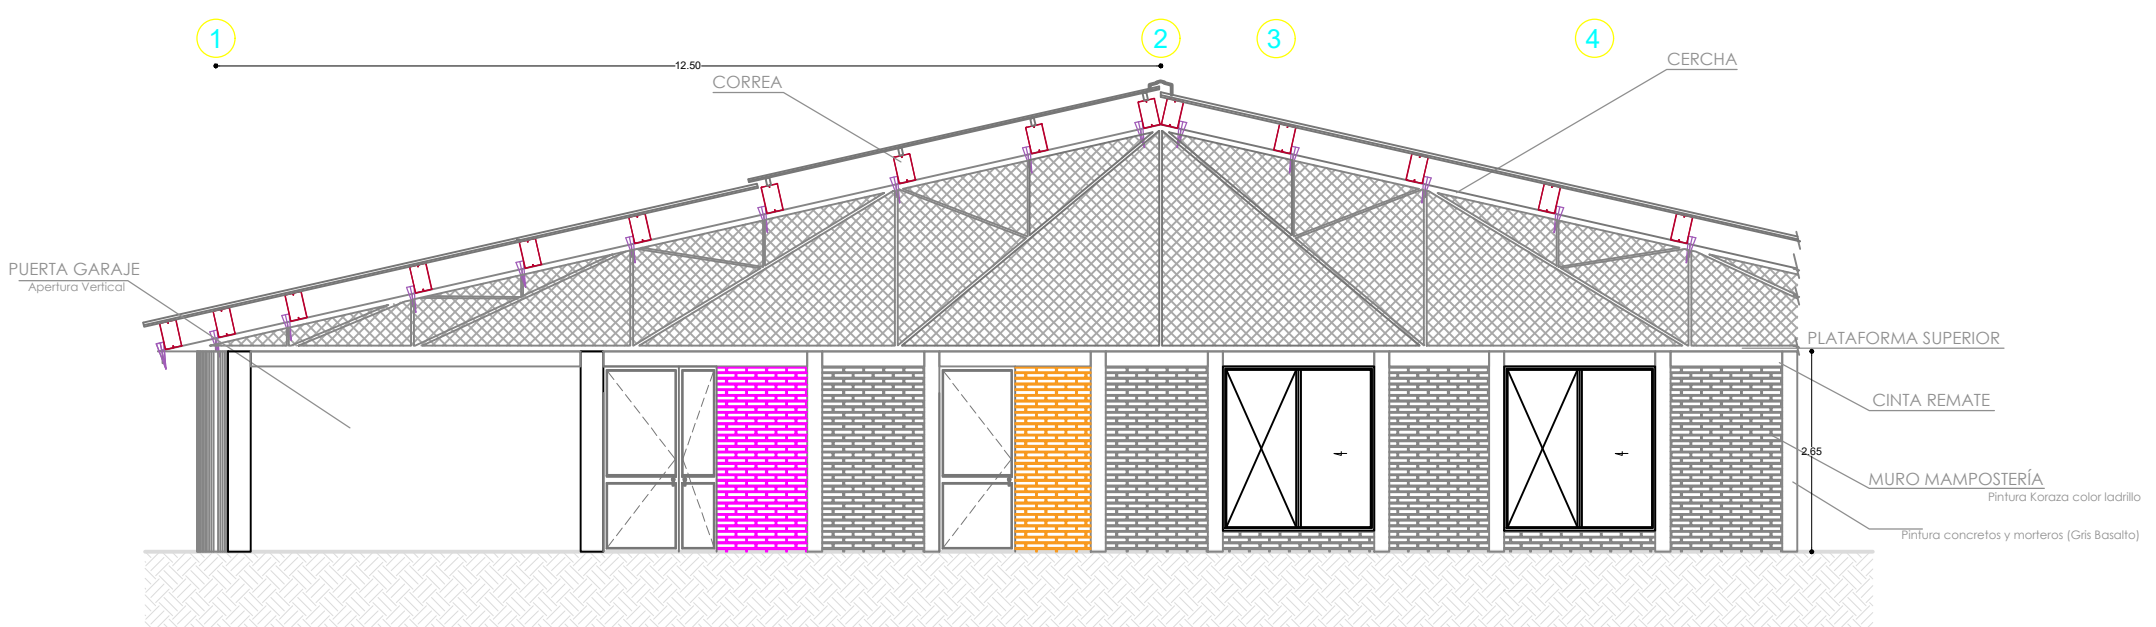 1
2
3
4
12.50
CERCHA
CORREA
PUERTA GARAJE
Apertura Vertical
PLATAFORMA SUPERIOR
CINTA REMATE
2.65
MURO MAMPOSTERÍA
Pintura Koraza color ladrillo
Pintura concretos y morteros (Gris Basalto)